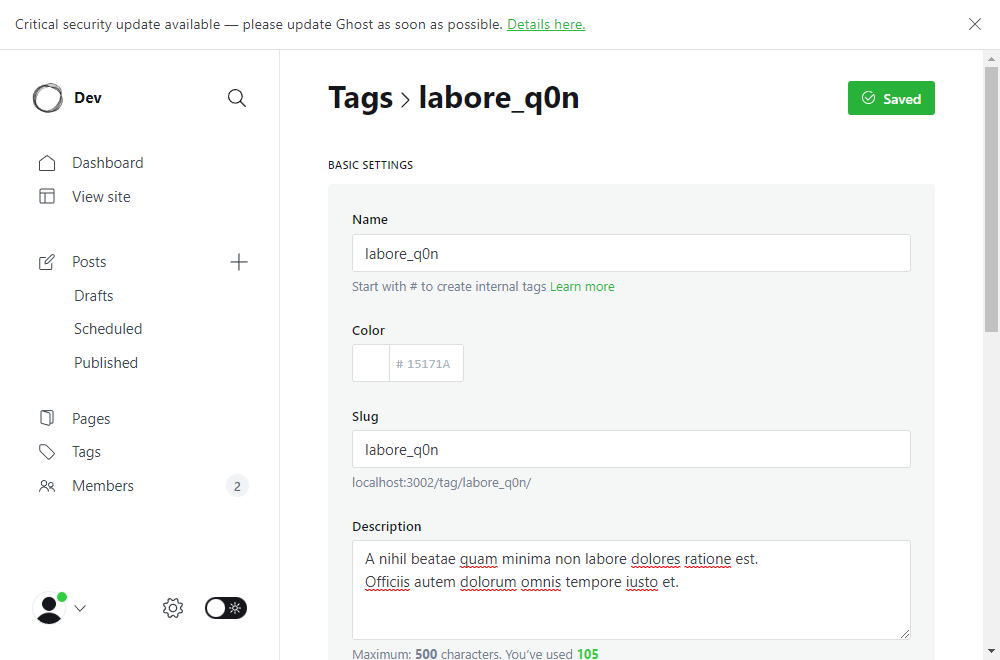 Critical security update available — please update Ghost as soon as possible. Details here.
Dev
Tags > labore_q0n
Saved
Dashboard
View site
Posts
Drafts
Scheduled
Published
Pages
Tags
Members
2
BASIC SETTINGS
Name
labore_q0n
Start with # to create internal tags Learn more
Color
# 15171A
Slug
labore_q0n
localhost:3002/tag/labore_q0n/
Description
A nihil beatae quam minima non labore dolores ratione est.
Officiis autem dolorum omnis tempore iusto et.
Maximum: 500 characters. You’ve used 105